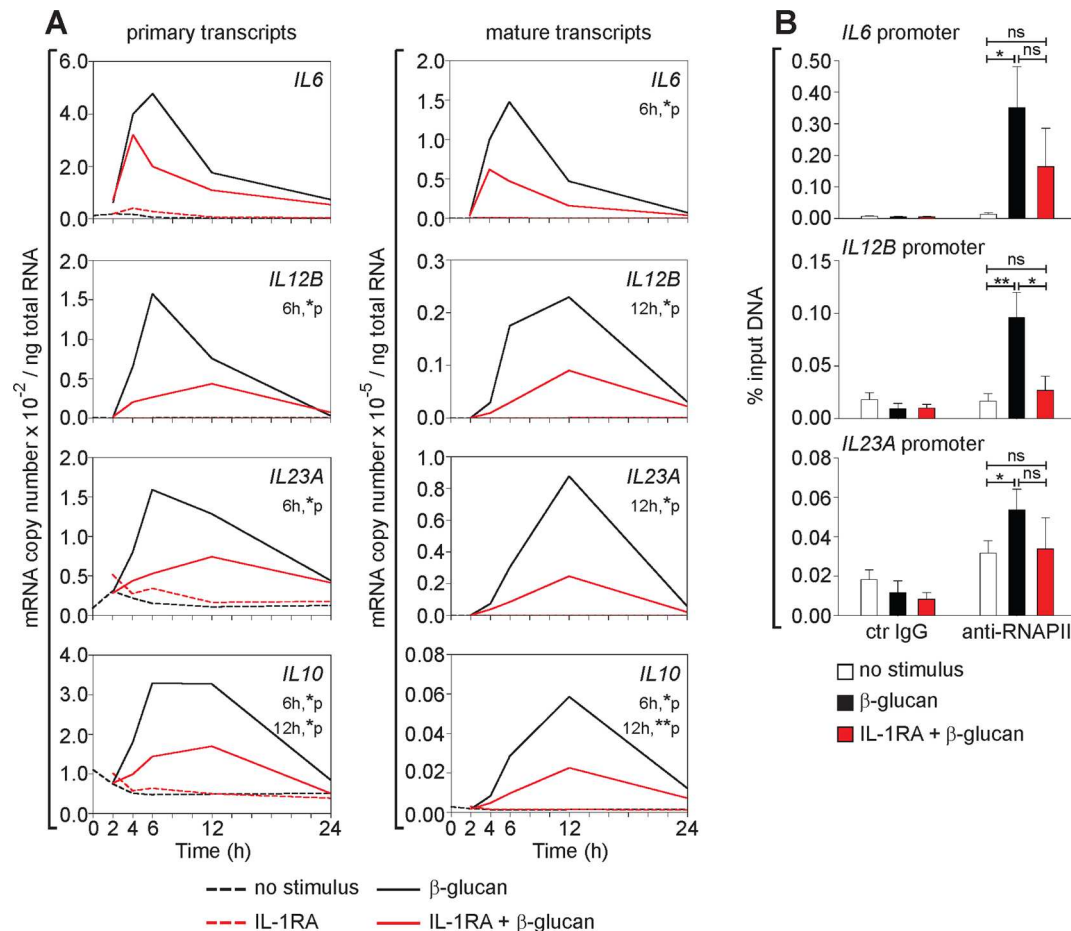 A
primary transcripts
mature transcripts
mRNA copy number x 10⁻² / ng total RNA
6.0
4.0
2.0
0.0
IL6
2.0
1.5
1.0
0.5
0.0
IL12B
6h,*p
2.0
1.5
1.0
0.5
0.0
IL23A
6h,*p
4.0
3.0
2.0
1.0
0.0
IL10
6h,*p
12h,*p
0 2 4 6 12 24
Time (h)
mRNA copy number x 10⁻⁵ / ng total RNA
2.0
1.5
1.0
0.5
0.0
IL6
6h,*p
0.3
0.2
0.1
0.0
IL12B
12h,*p
1.0
0.8
0.6
0.4
0.2
0.0
IL23A
12h,*p
0.08
0.06
0.04
0.02
0.00
IL10
6h,*p
12h,**p
0 2 4 6 12 24
Time (h)
no stimulus
β-glucan
IL-1RA
IL-1RA + β-glucan
B
% input DNA
IL6 promoter
ns
* ns
0.50
0.40
0.30
0.20
0.10
0.00
IL12B promoter
ns
** *
0.15
0.10
0.05
0.00
IL23A promoter
ns
* ns
0.08
0.06
0.04
0.02
0.00
ctr IgG
anti-RNAPII
no stimulus
β-glucan
IL-1RA + β-glucan